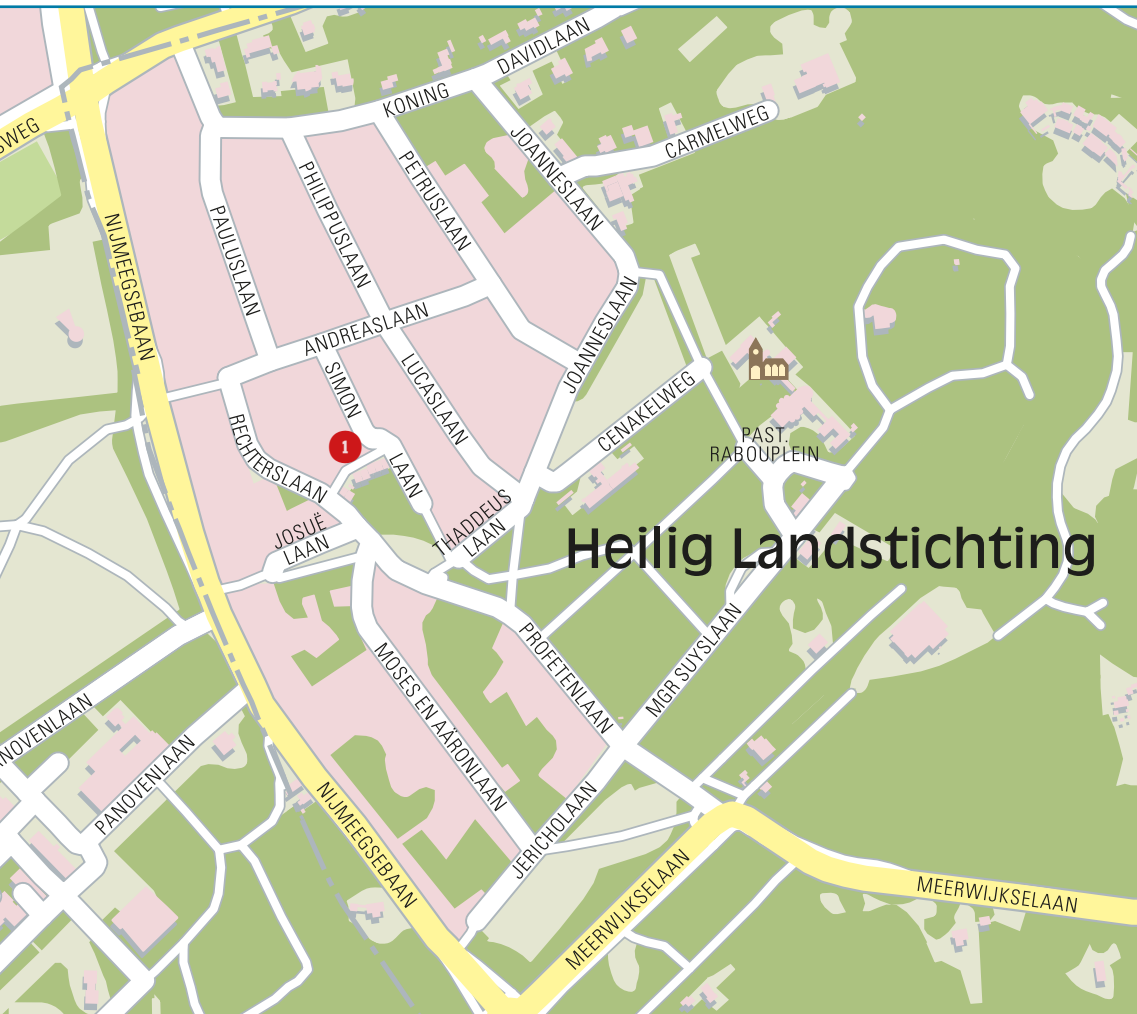 DAVIDLAAN
KONING
SWEG
CARMELWEG
JOANNESLAAN
PETRUSLAAN
PHILIPPUSLAAN
PAULUSLAAN
NIJMEEGSEBAAN
ANDREASLAAN
JOANNESLAAN
SIMON
LUCASLAAN
CENAKELWEG
RECHTERSLAAN
1
LAAN
PAST.
RABOUPLEIN
JOSUË
LAAN
THADDEUS
LAAN
Heilig Landstichting
PROFETENLAAN
MGR SUYSLAAN
MOSES EN AÄRONLAAN
NOVENLAAN
PANOVENLAAN
NIJMEEGSEBAAN
JERICHOLAAN
MEERWIJKSELAAN
MEERWIJKSELAAN